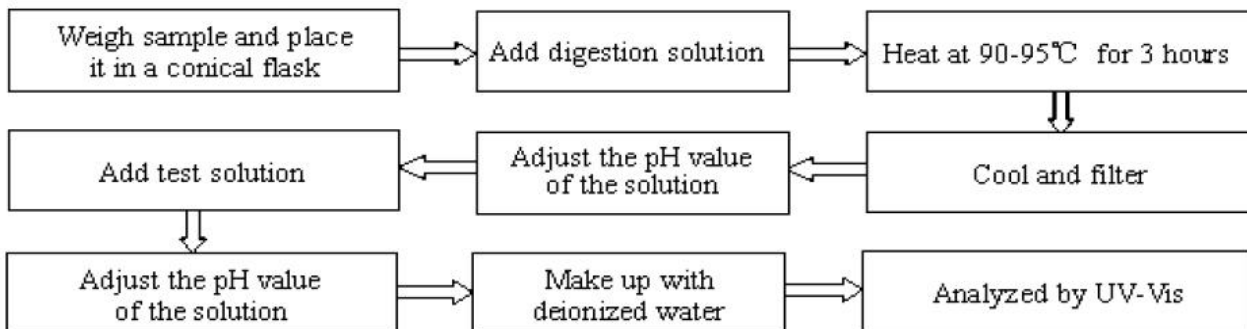 Weigh sample and place
it in a conical flask
Add digestion solution
Heat at 90-95℃ for 3 hours
Cool and filter
Adjust the pH value
of the solution
Add test solution
Adjust the pH value
of the solution
Make up with
deionized water
Analyzed by UV-Vis